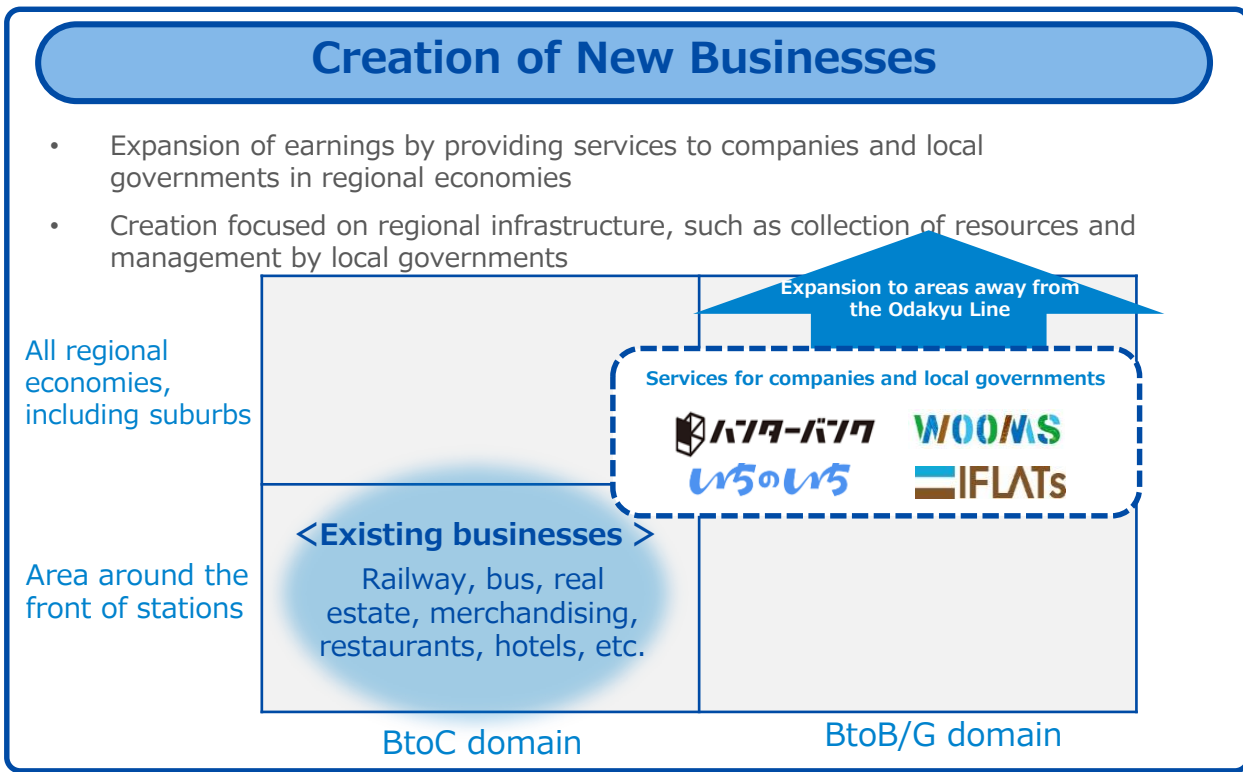 Creation of New Businesses
• Expansion of earnings by providing services to companies and local
governments in regional economies
• Creation focused on regional infrastructure, such as collection of resources and
management by local governments
Expansion to areas away from
the Odakyu Line
All regional
economies,
including suburbs
Services for companies and local governments
ハンターバンク
WOOMS
いちのいち
IFLATs
Area around the
front of stations
<Existing businesses >
Railway, bus, real
estate, merchandising,
restaurants, hotels, etc.
BtoC domain
BtoB/G domain